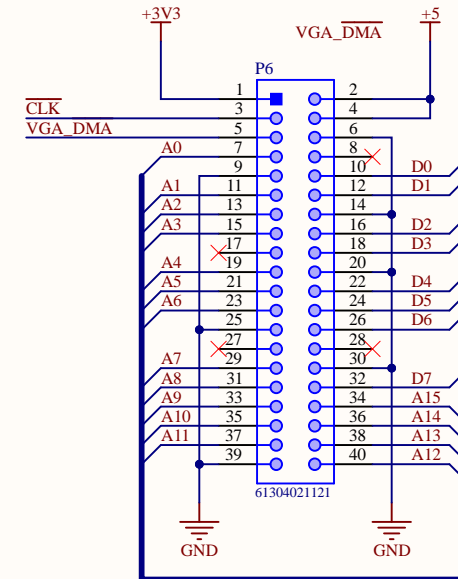 +3V3 +5
VGA_DMA
P6
1 2
CLK 3 4
VGA_DMA 5 6
A0 7 8
9 10 D0
A1 11 12 D1
A2 13 14
A3 15 16 D2
17 18 D3
A4 19 20
A5 21 22 D4
A6 23 24 D5
25 26 D6
27 28
A7 29 30
A8 31 32 D7
A9 33 34 A15
A10 35 36 A14
A11 37 38 A13
39 40 A12
61304021121
GND GND